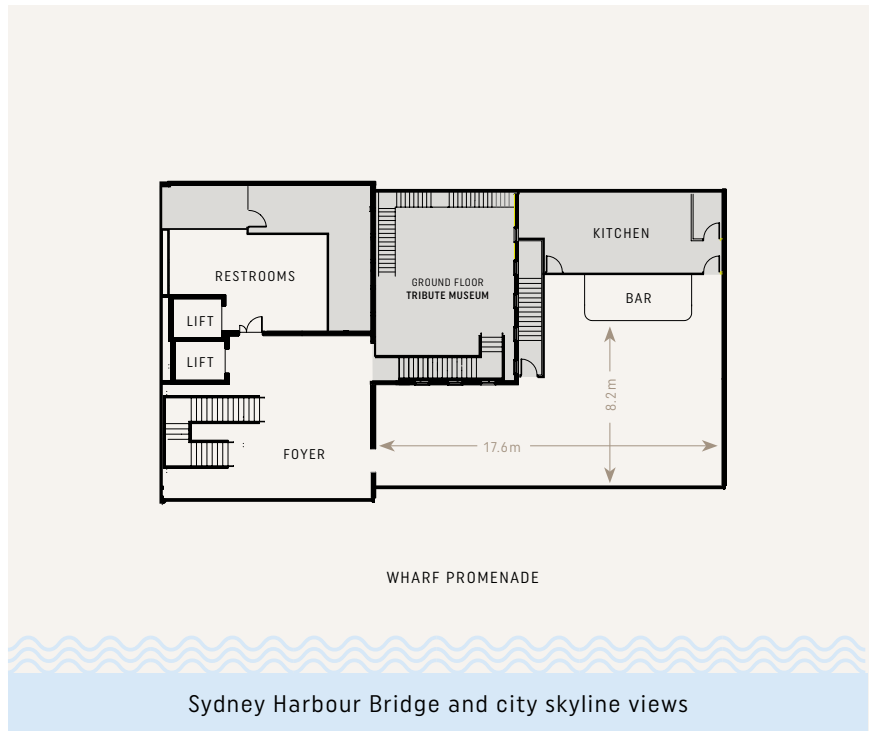 KITCHEN
RESTROOMS
GROUND FLOOR
TRIBUTE MUSEUM
BAR
LIFT
LIFT
8.2m
17.6m
FOYER
WHARF PROMENADE
Sydney Harbour Bridge and city skyline views